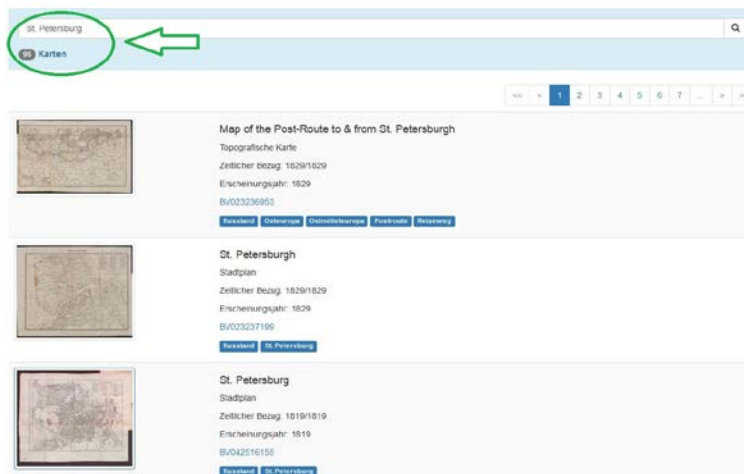 St. Petersburg
96 Karten
<< < 1 2 3 4 5 6 7 ... > »
Map of the Post-Route to & from St. Petersburgh
Topografische Karte
Zeitlicher Bezug: 1829/1829
Erscheinungsjahr: 1829
BV023236953
Russland Osteuropa Ostmitteleuropa Postroute Reiseweg
St. Petersburgh
Stadtplan
Zeitlicher Bezug: 1829/1829
Erscheinungsjahr: 1829
BV023237199
Russland St. Petersburg
St. Petersburg
Stadtplan
Zeitlicher Bezug: 1819/1819
Erscheinungsjahr: 1819
BV042516155
Russland St. Petersburg